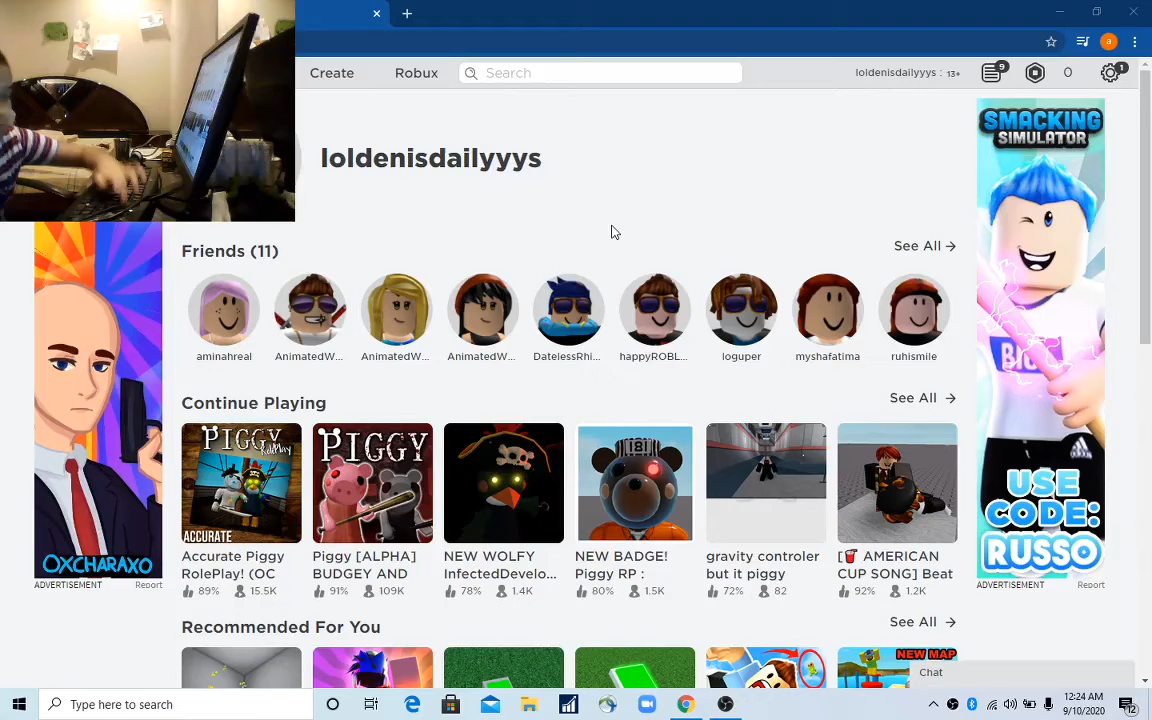 Create
Robux
Search
loldenisdailyyys : 13+
9
0
1
loldenisdailyyys
Friends (11)
See All
aminahreal
AnimatedW...
AnimatedW...
AnimatedW...
DatelessRhi...
happyROBL...
loguper
myshafatima
ruhismile
Continue Playing
See All
PIGGY
RolePlay
ACCURATE
PIGGY
Accurate Piggy
RolePlay! (OC
89% 15.5K
Piggy [ALPHA]
BUDGEY AND
91% 109K
NEW WOLFY
InfectedDevelo...
78% 1.4K
NEW BADGE!
Piggy RP :
80% 1.5K
gravity controler
but it piggy
72% 82
[🥤 AMERICAN
CUP SONG] Beat
92% 1.2K
Recommended For You
See All
NEW MAP
Chat
OXCHARAXO
ADVERTISEMENT
Report
SMACKING
SIMULATOR
USE
CODE:
RUSSO
ADVERTISEMENT
Report
Type here to search
12:24 AM
9/10/2020
12